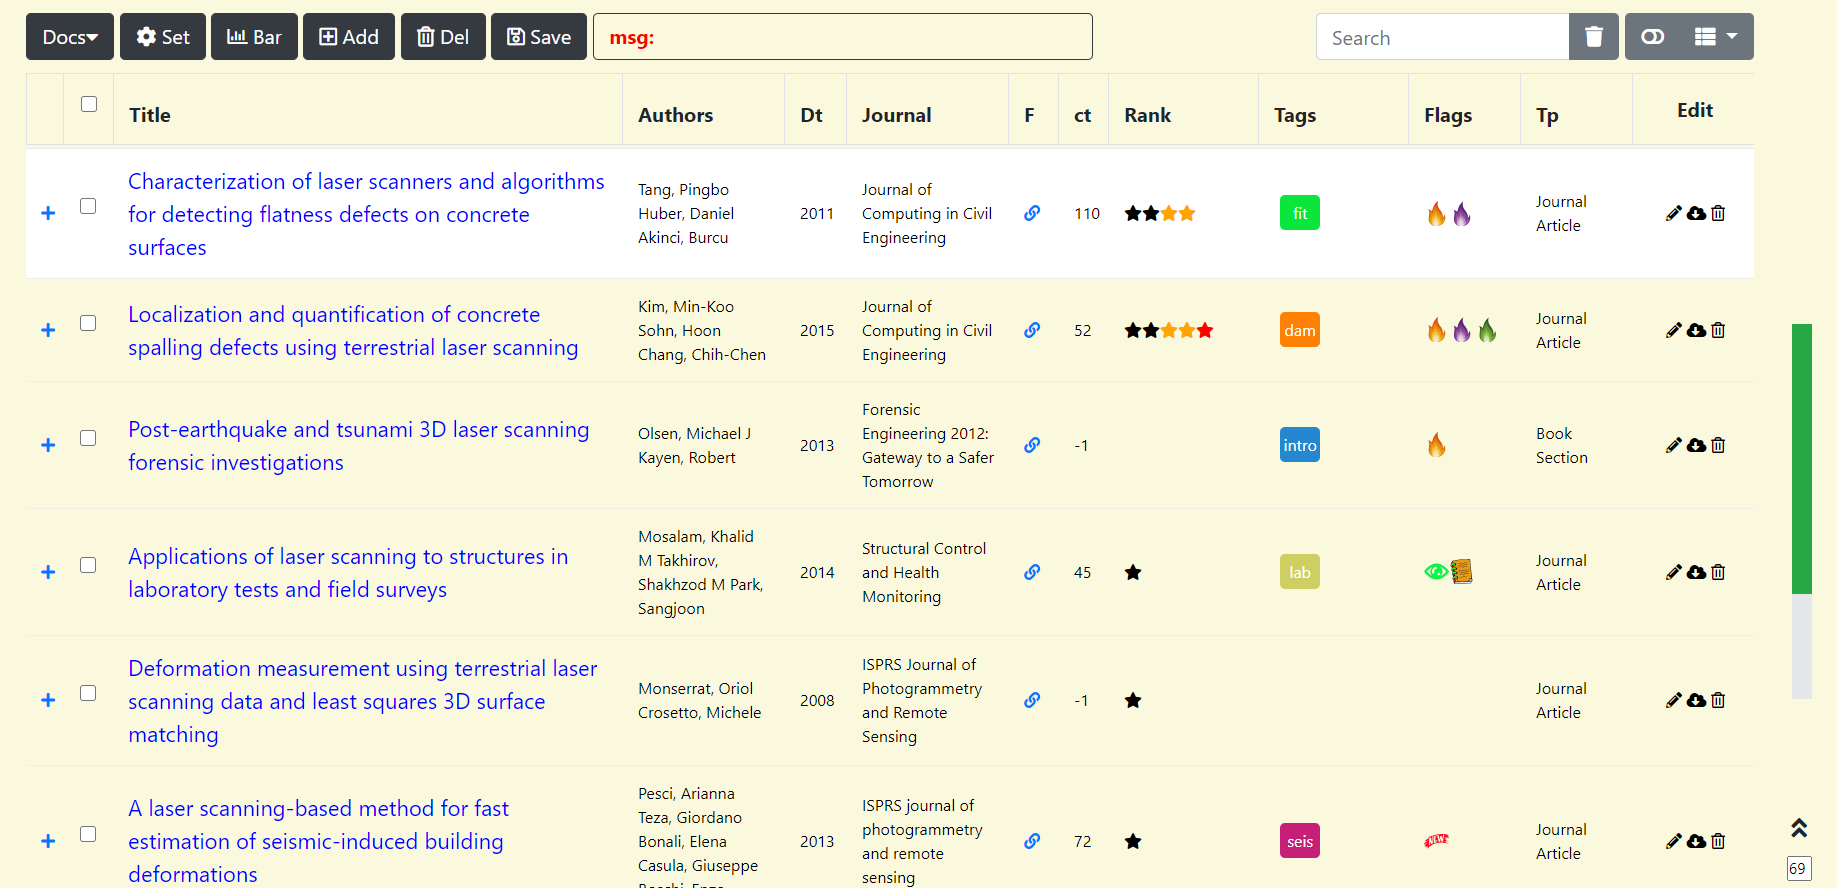 Docs Set Bar Add Del Save msg: Search
Title Authors Dt Journal F ct Rank Tags Flags Tp Edit
Characterization of laser scanners and algorithms
for detecting flatness defects on concrete
surfaces
Tang, Pingbo
Huber, Daniel
Akinci, Burcu
2011
Journal of
Computing in Civil
Engineering
110
fit
Journal
Article
Localization and quantification of concrete
spalling defects using terrestrial laser scanning
Kim, Min-Koo
Sohn, Hoon
Chang, Chih-Chen
2015
Journal of
Computing in Civil
Engineering
52
dam
Journal
Article
Post-earthquake and tsunami 3D laser scanning
forensic investigations
Olsen, Michael J
Kayen, Robert
2013
Forensic
Engineering 2012:
Gateway to a Safer
Tomorrow
-1
intro
Book
Section
Applications of laser scanning to structures in
laboratory tests and field surveys
Mosalam, Khalid
M Takhirov,
Shakhzod M Park,
Sangjoon
2014
Structural Control
and Health
Monitoring
45
lab
Journal
Article
Deformation measurement using terrestrial laser
scanning data and least squares 3D surface
matching
Monserrat, Oriol
Crosetto, Michele
2008
ISPRS Journal of
Photogrammetry
and Remote
Sensing
-1
Journal
Article
A laser scanning-based method for fast
estimation of seismic-induced building
deformations
Pesci, Arianna
Teza, Giordano
Bonali, Elena
Casula, Giuseppe
2013
ISPRS journal of
photogrammetry
and remote
sensing
72
seis
NEW
Journal
Article
69